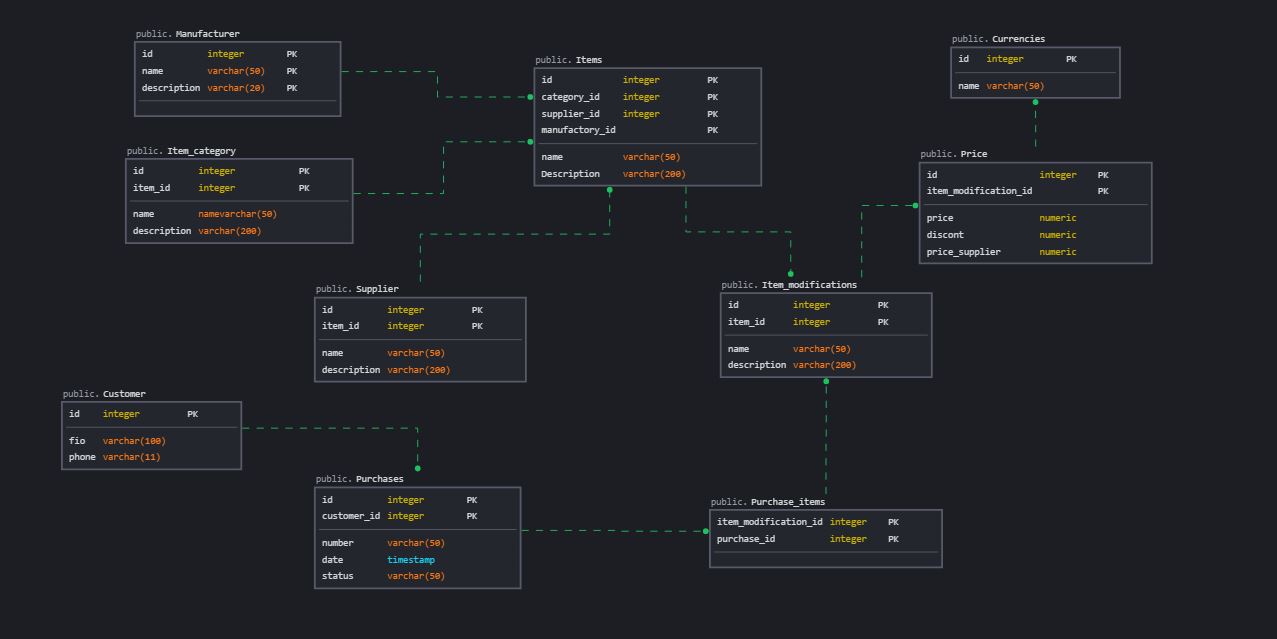 public. Manufacturer
id integer PK
name varchar(50) PK
description varchar(20) PK
public. Items
id integer PK
category_id integer PK
supplier_id integer PK
manufactory_id PK
name varchar(50)
Description varchar(200)
public. Currencies
id integer PK
name varchar(50)
public. Item_category
id integer PK
item_id integer PK
name namevarchar(50)
description varchar(200)
public. Price
id integer PK
item_modification_id PK
price numeric
discont numeric
price_supplier numeric
public. Supplier
id integer PK
item_id integer PK
name varchar(50)
description varchar(200)
public. Item_modifications
id integer PK
item_id integer PK
name varchar(50)
description varchar(200)
public. Customer
id integer PK
fio varchar(100)
phone varchar(11)
public. Purchases
id integer PK
customer_id integer PK
number varchar(50)
date timestamp
status varchar(50)
public. Purchase_items
item_modification_id integer PK
purchase_id integer PK